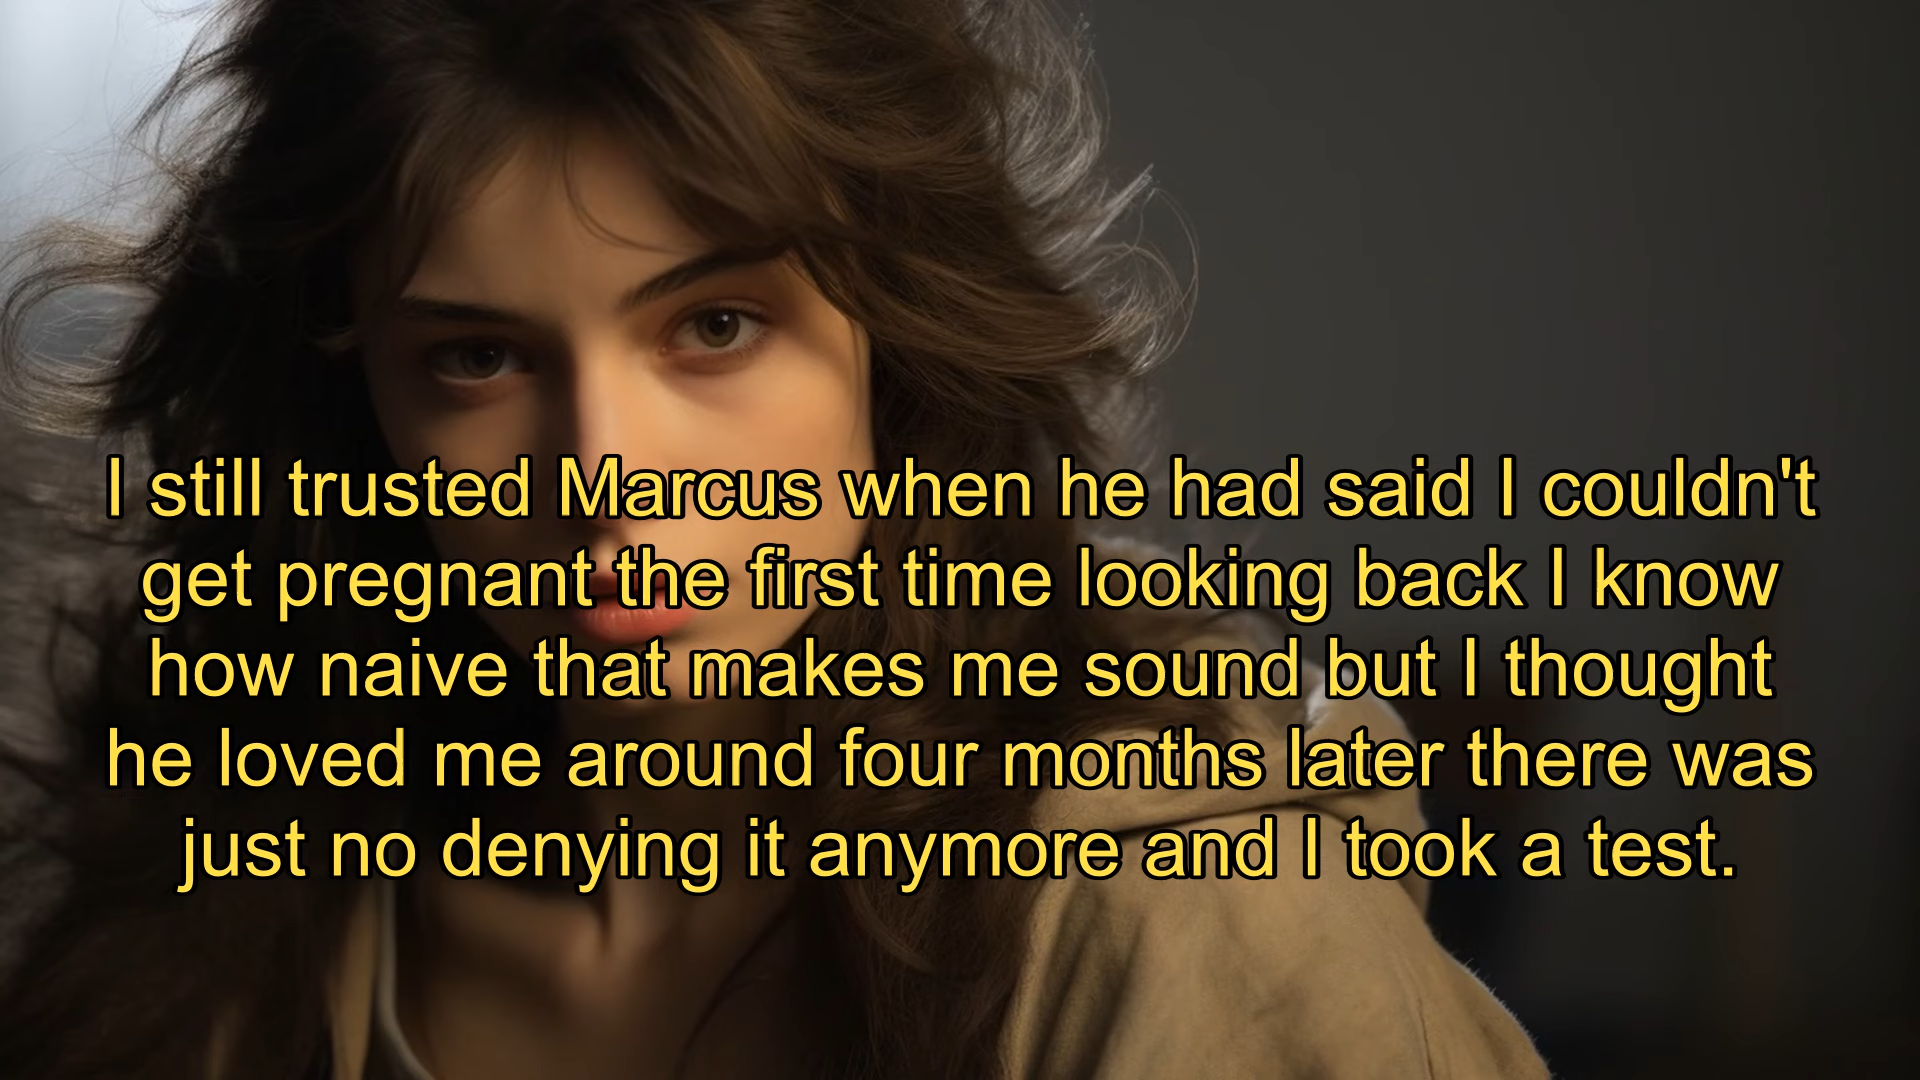 I still trusted Marcus when he had said I couldn't
get pregnant the first time looking back I know
how naive that makes me sound but I thought
he loved me around four months later there was
just no denying it anymore and I took a test.